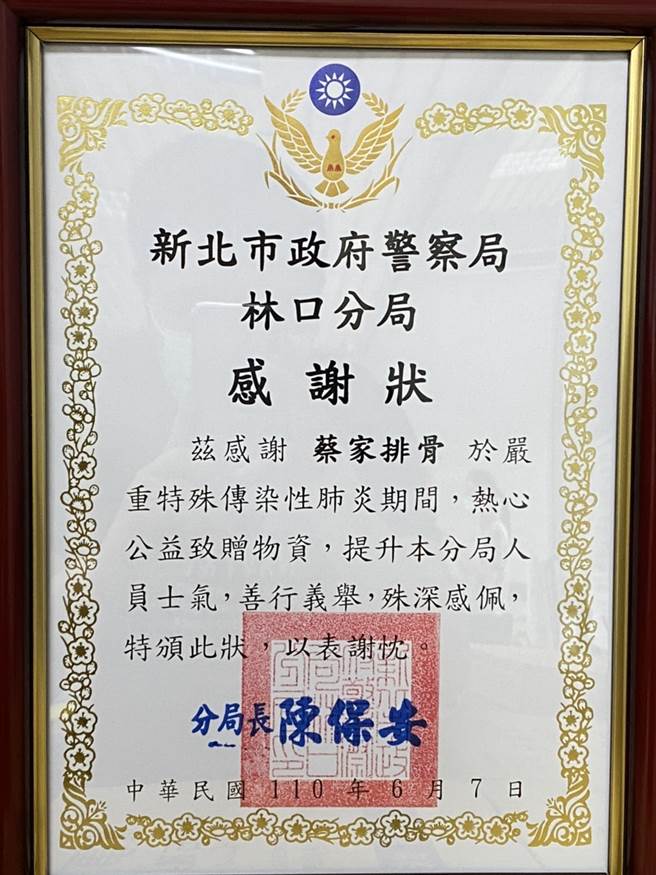 新北市政府警察局
林口分局
感謝狀
茲感謝 蔡家排骨 於嚴
重特殊傳染性肺炎期間，熱心
公益致贈物資，提升本分局人
員士氣，善行義舉，殊深感佩，
特頒此狀，以表謝忱。
分局長 陳保安
中華民國 110 年 6 月 7 日